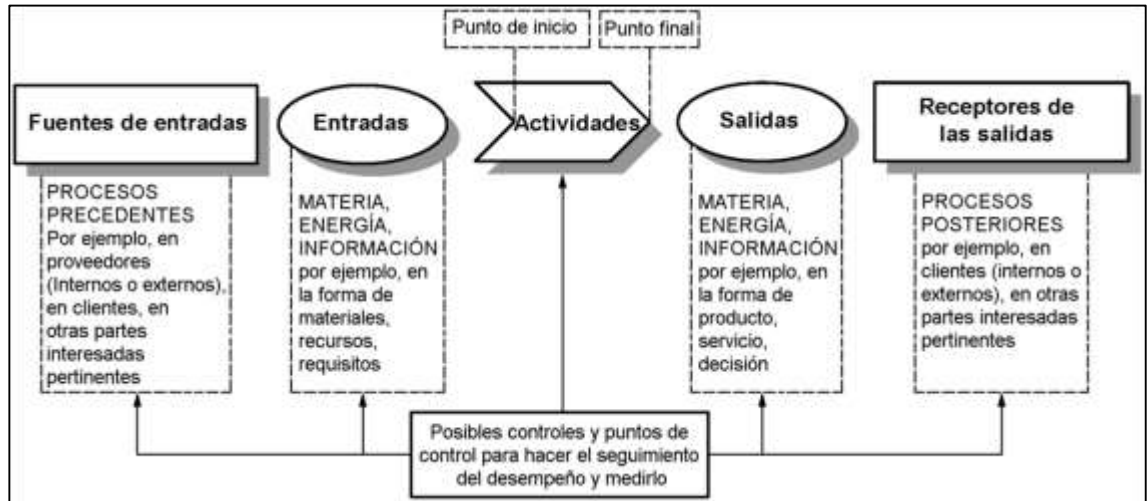 Punto de inicio
Punto final
Fuentes de entradas
Entradas
Actividades
Salidas
Receptores de
las salidas
PROCESOS
PRECEDENTES
Por ejemplo, en
proveedores
(Internos o externos),
en clientes, en
otras partes
interesadas
pertinentes
MATERIA,
ENERGÍA,
INFORMACIÓN
por ejemplo, en
la forma de
materiales,
recursos,
requisitos
MATERIA,
ENERGÍA,
INFORMACIÓN
por ejemplo, en
la forma de
producto,
servicio,
decisión
PROCESOS
POSTERIORES
por ejemplo, en
clientes (internos o
externos), en otras
partes interesadas
pertinentes
Posibles controles y puntos de
control para hacer el seguimiento
del desempeño y medirlo